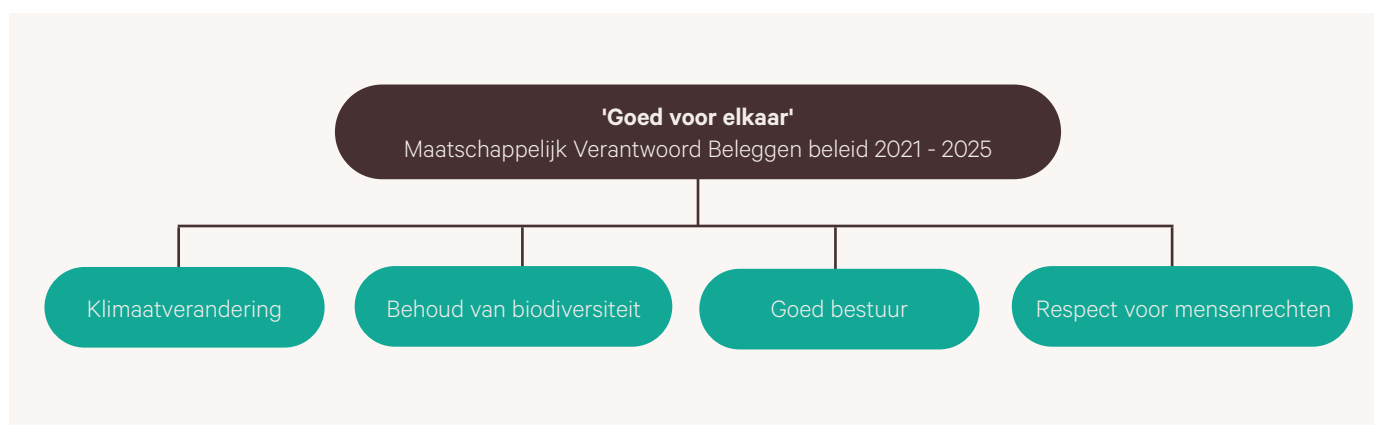 'Goed voor elkaar'
Maatschappelijk Verantwoord Beleggen beleid 2021 - 2025
Klimaatverandering
Behoud van biodiversiteit
Goed bestuur
Respect voor mensenrechten